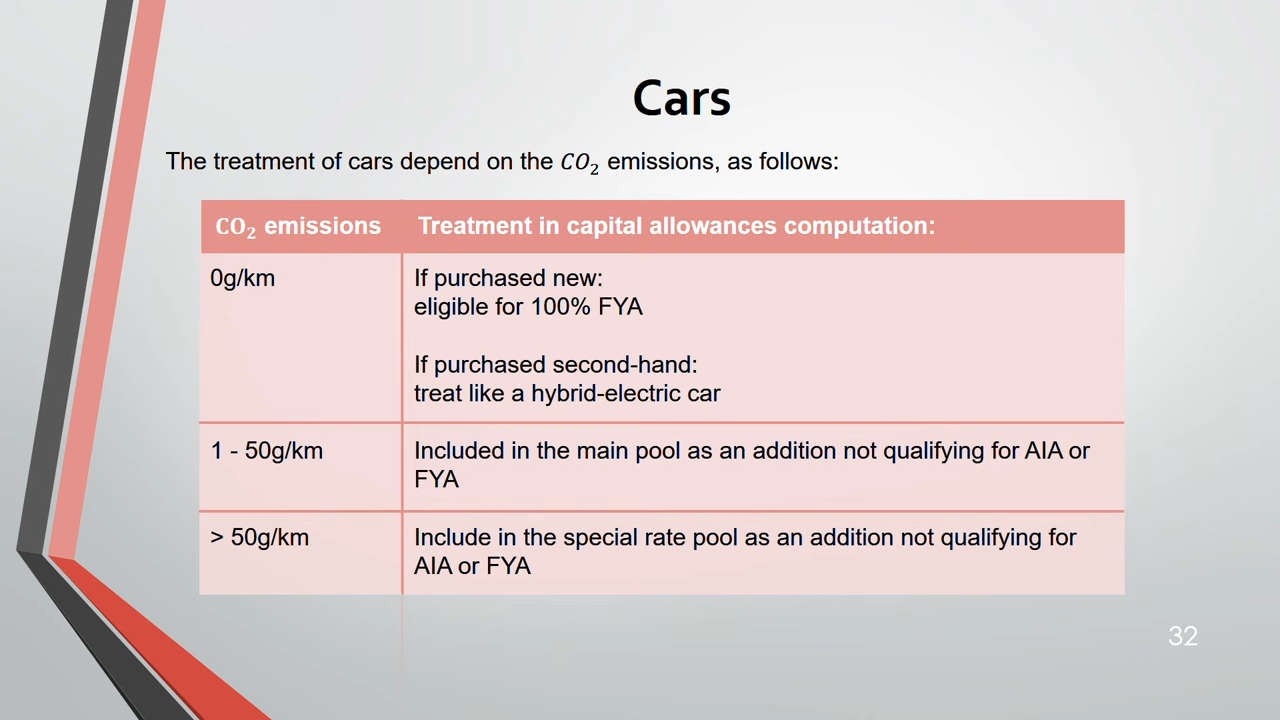 Cars
The treatment of cars depend on the CO₂ emissions, as follows:
CO₂ emissions
Treatment in capital allowances computation:
0g/km
If purchased new:
eligible for 100% FYA
If purchased second-hand:
treat like a hybrid-electric car
1 - 50g/km
Included in the main pool as an addition not qualifying for AIA or
FYA
> 50g/km
Include in the special rate pool as an addition not qualifying for
AIA or FYA
32